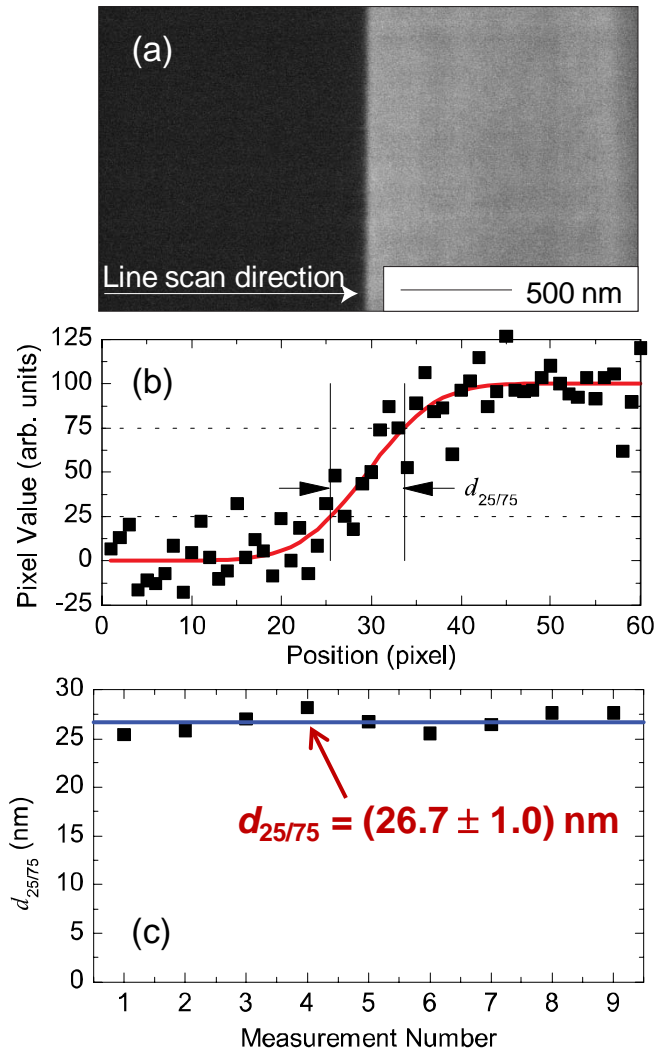 (a)
Line scan direction
500 nm
(b)
Pixel Value (arb. units)
125
100
75
50
25
0
-25
d25/75
0 10 20 30 40 50 60
Position (pixel)
(c)
d25/75 (nm)
30
25
20
15
10
5
0
d25/75 = (26.7 ± 1.0) nm
1 2 3 4 5 6 7 8 9
Measurement Number